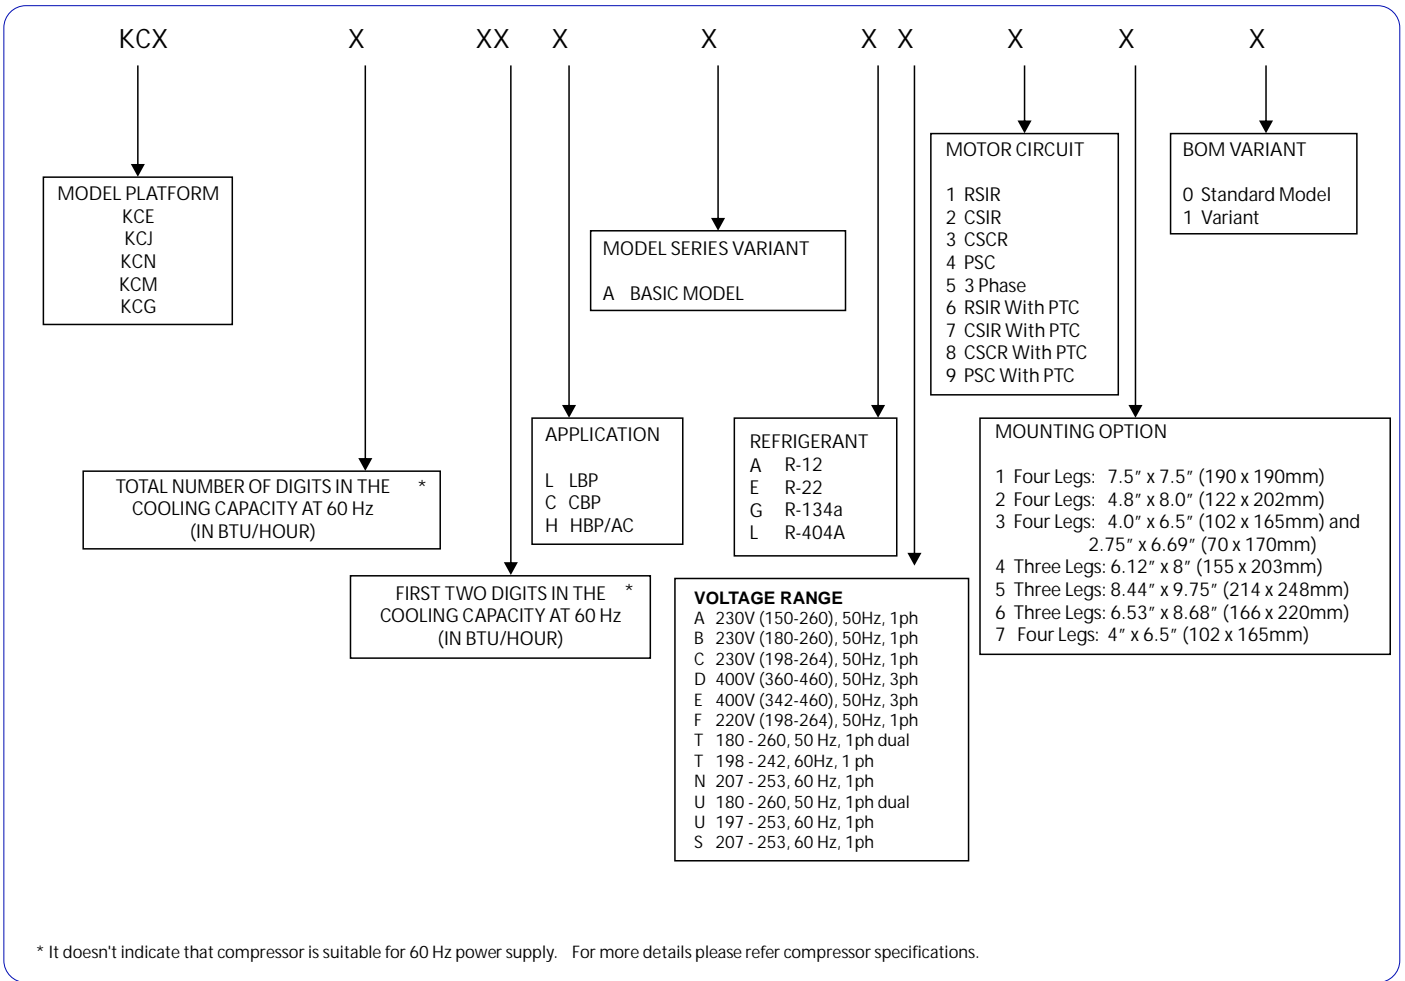 KCX X XX X X X X X X X
MODEL PLATFORM
KCE
KCJ
KCN
KCM
KCG
TOTAL NUMBER OF DIGITS IN THE *
COOLING CAPACITY AT 60 Hz
(IN BTU/HOUR)
FIRST TWO DIGITS IN THE *
COOLING CAPACITY AT 60 Hz
(IN BTU/HOUR)
APPLICATION
L LBP
C CBP
H HBP/AC
MODEL SERIES VARIANT
A BASIC MODEL
REFRIGERANT
A R-12
E R-22
G R-134a
L R-404A
VOLTAGE RANGE
A 230V (150-260), 50Hz, 1ph
B 230V (180-260), 50Hz, 1ph
C 230V (198-264), 50Hz, 1ph
D 400V (360-460), 50Hz, 3ph
E 400V (342-460), 50Hz, 3ph
F 220V (198-264), 50Hz, 1ph
T 180 - 260, 50 Hz, 1ph dual
T 198 - 242, 60Hz, 1 ph
N 207 - 253, 60 Hz, 1ph
U 180 - 260, 50 Hz, 1ph dual
U 197 - 253, 60 Hz, 1ph
S 207 - 253, 60 Hz, 1ph
MOTOR CIRCUIT
1 RSIR
2 CSIR
3 CSCR
4 PSC
5 3 Phase
6 RSIR With PTC
7 CSIR With PTC
8 CSCR With PTC
9 PSC With PTC
MOUNTING OPTION
1 Four Legs: 7.5" x 7.5" (190 x 190mm)
2 Four Legs: 4.8" x 8.0" (122 x 202mm)
3 Four Legs: 4.0" x 6.5" (102 x 165mm) and
2.75" x 6.69" (70 x 170mm)
4 Three Legs: 6.12" x 8" (155 x 203mm)
5 Three Legs: 8.44" x 9.75" (214 x 248mm)
6 Three Legs: 6.53" x 8.68" (166 x 220mm)
7 Four Legs: 4" x 6.5" (102 x 165mm)
BOM VARIANT
0 Standard Model
1 Variant
* It doesn't indicate that compressor is suitable for 60 Hz power supply. For more details please refer compressor specifications.